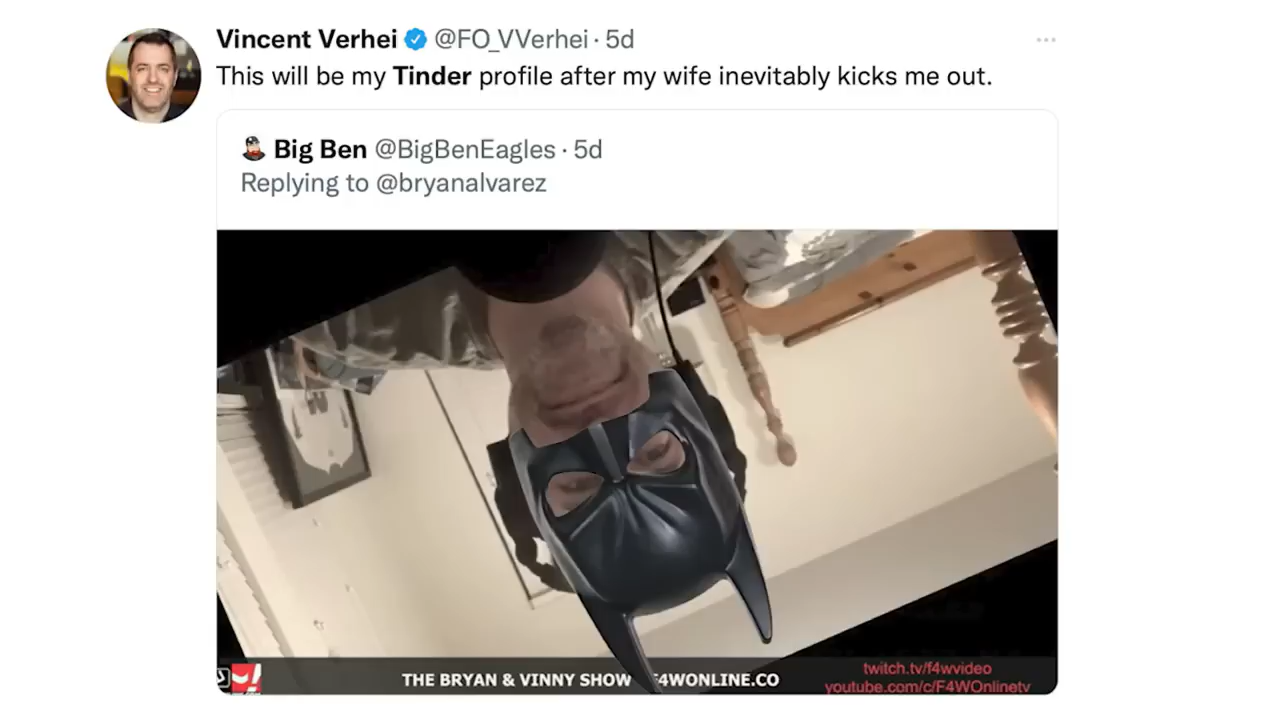 Vincent Verhei @FO_VVerhei · 5d
This will be my Tinder profile after my wife inevitably kicks me out.
Big Ben @BigBenEagles · 5d
Replying to @bryanalvarez
THE BRYAN & VINNY SHOW F4WONLINE.CO
twitch.tv/f4wvideo
youtube.com/c/F4WOnlinetv